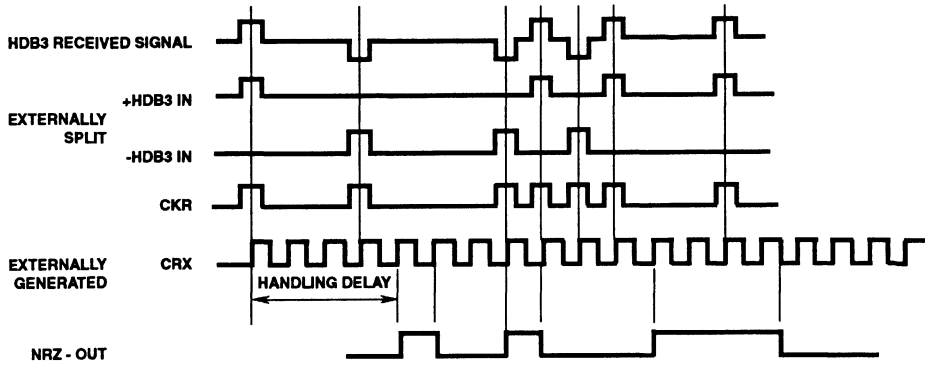 HDB3 RECEIVED SIGNAL
+HDB3 IN
EXTERNALLY
SPLIT
-HDB3 IN
CKR
EXTERNALLY
GENERATED
CRX
HANDLING DELAY
NRZ - OUT